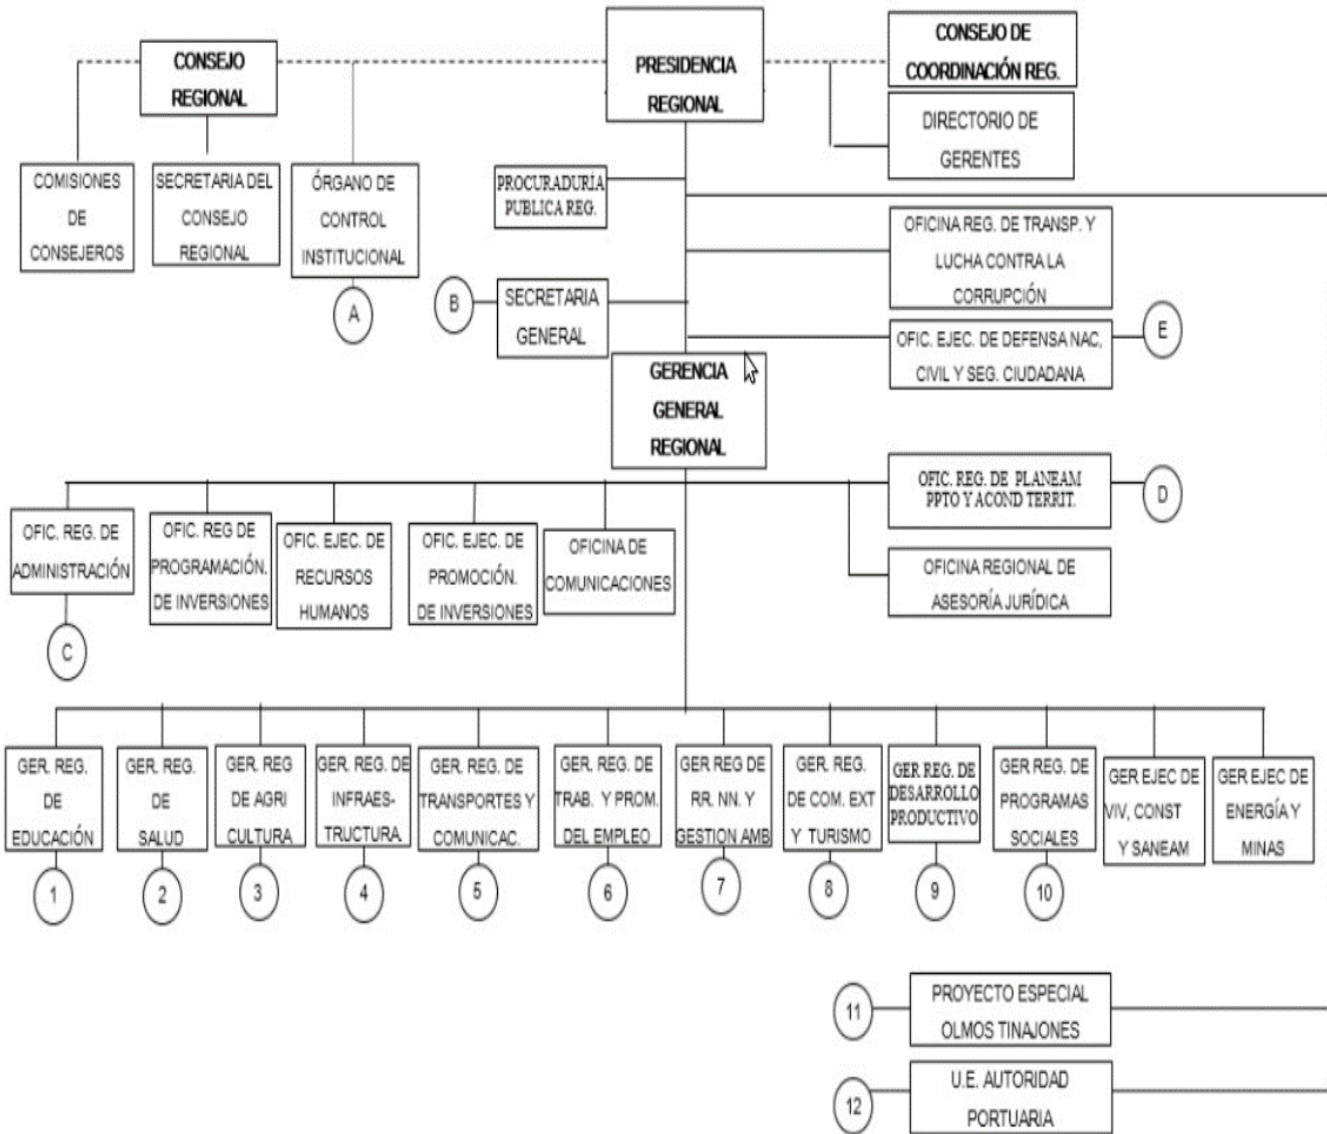 CONSEJO
REGIONAL
PRESIDENCIA
REGIONAL
CONSEJO DE
COORDINACIÓN REG.
DIRECTORIO DE
GERENTES
COMISIONES
DE
CONSEJEROS
SECRETARIA DEL
CONSEJO
REGIONAL
ÓRGANO DE
CONTROL
INSTITUCIONAL
A
PROCURADURÍA
PUBLICA REG.
B
SECRETARIA
GENERAL
OFICINA REG. DE TRANSP. Y
LUCHA CONTRA LA
CORRUPCIÓN
OFIC. EJEC. DE DEFENSA NAC,
CIVIL Y SEG. CIUDADANA
E
GERENCIA
GENERAL
REGIONAL
OFIC. REG. DE PLANEAM
PPTO Y ACOND TERRIT.
D
OFIC. REG. DE
ADMINISTRACIÓN
C
OFIC. REG DE
PROGRAMACIÓN.
DE INVERSIONES
OFIC. EJEC. DE
RECURSOS
HUMANOS
OFIC. EJEC. DE
PROMOCIÓN.
DE INVERSIONES
OFICINA DE
COMUNICACIONES
OFICINA REGIONAL DE
ASESORÍA JURÍDICA
GER. REG.
DE
EDUCACIÓN
1
GER. REG.
DE
SALUD
2
GER. REG
DE AGRI
CULTURA
3
GER. REG. DE
INFRAES-
TRUCTURA.
4
GER. REG. DE
TRANSPORTES Y
COMUNICAC.
5
GER. REG. DE
TRAB. Y PROM.
DEL EMPLEO
6
GER REG DE
RR. NN. Y
GESTION AMB
7
GER. REG.
DE COM. EXT
Y TURISMO
8
GER REG. DE
DESARROLLO
PRODUCTIVO
9
GER REG. DE
PROGRAMAS
SOCIALES
10
GER EJEC DE
VIV, CONST
Y SANEAM
GER EJEC DE
ENERGÍA Y
MINAS
11
PROYECTO ESPECIAL
OLMOS TINAJONES
12
U.E. AUTORIDAD
PORTUARIA